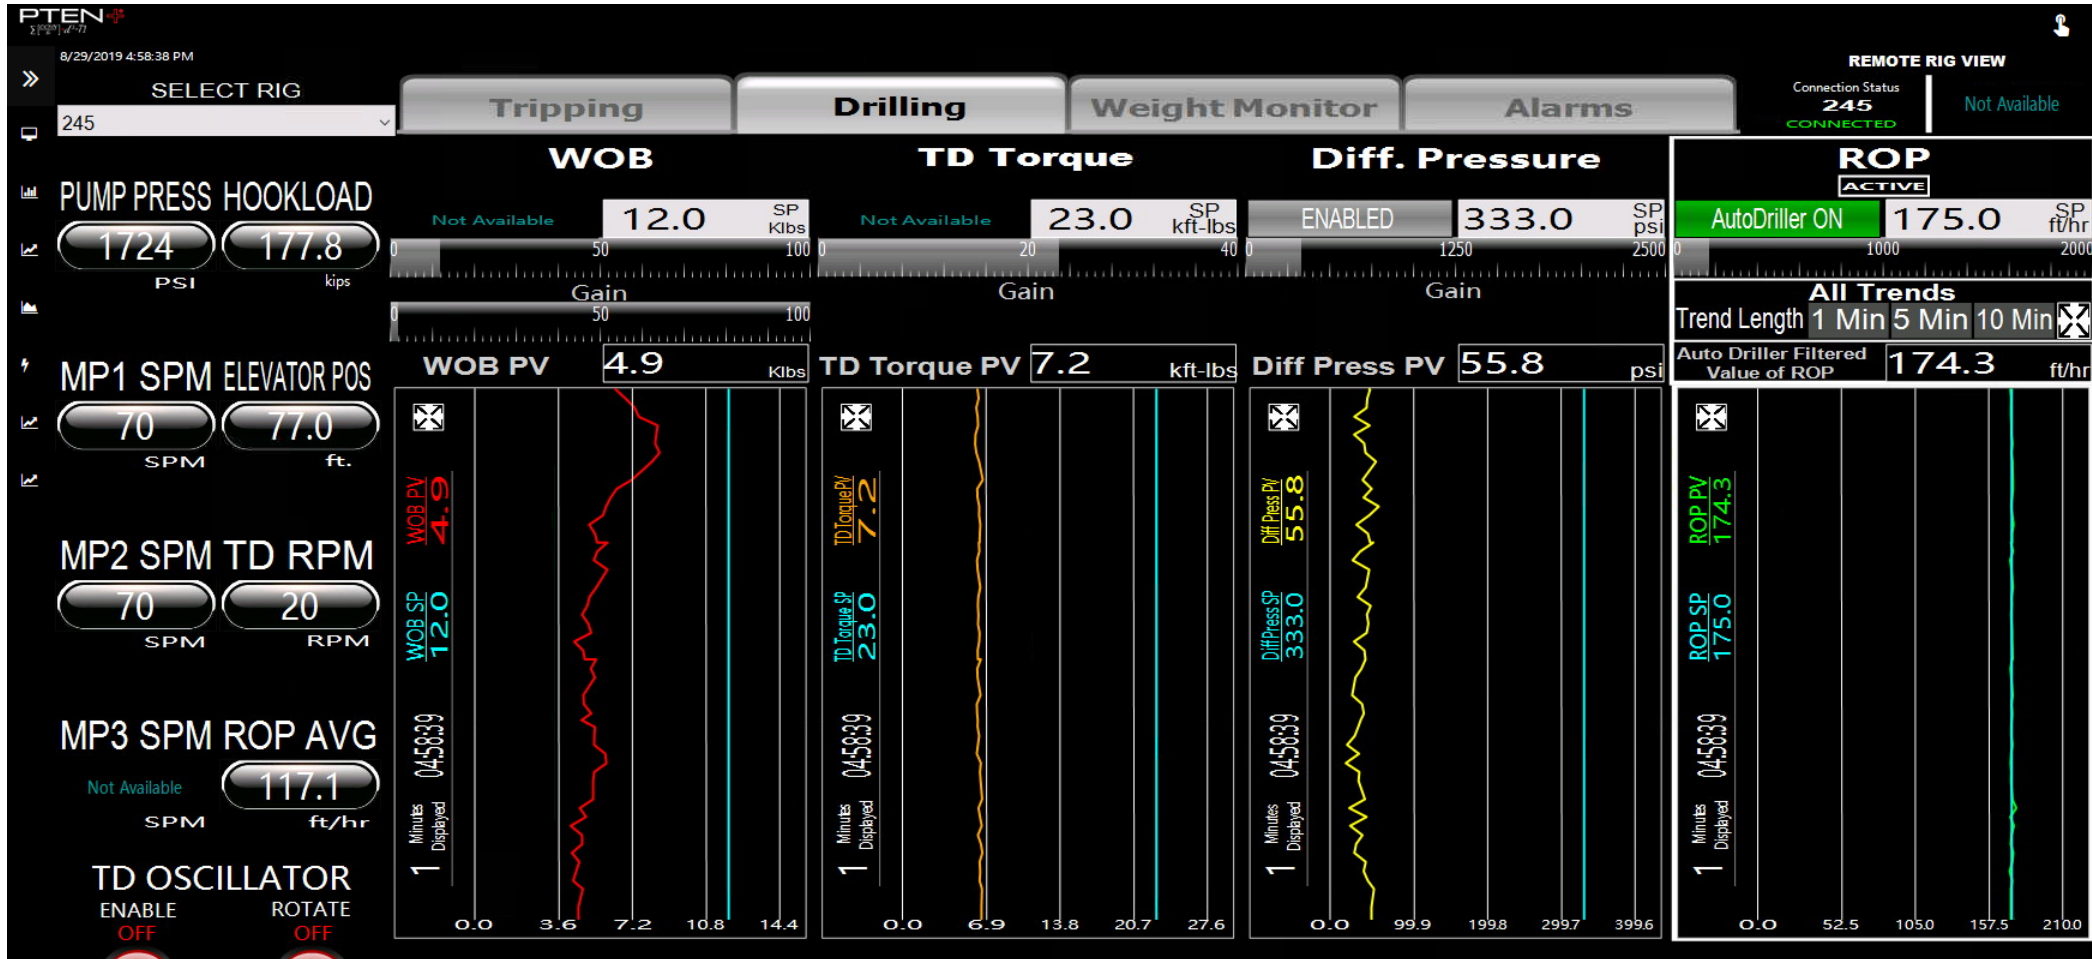 PTEN+
8/29/2019 4:58:38 PM
SELECT RIG
245
Tripping
Drilling
Weight Monitor
Alarms
REMOTE RIG VIEW
Connection Status
245
CONNECTED
Not Available
PUMP PRESS
1724
PSI
HOOKLOAD
177.8
kips
MP1 SPM
70
SPM
ELEVATOR POS
77.0
ft.
MP2 SPM
70
SPM
TD RPM
20
RPM
MP3 SPM
Not Available
SPM
ROP AVG
117.1
ft/hr
TD OSCILLATOR
ENABLE
OFF
ROTATE
OFF
WOB
Not Available
12.0 SP Klbs
0 50 100
Gain
0 50 100
WOB PV 4.9 Klbs
WOB PV
4.9
WOB SP
12.0
04:58:39
1 Minutes Displayed
0.0 3.6 7.2 10.8 14.4
TD Torque
Not Available
23.0 SP kft-lbs
0 20 40
Gain
TD Torque PV 7.2 kft-lbs
TD Torque PV
7.2
TD Torque SP
23.0
04:58:39
1 Minutes Displayed
0.0 6.9 13.8 20.7 27.6
Diff. Pressure
ENABLED
333.0 SP psi
0 1250 2500
Gain
Diff Press PV 55.8 psi
Diff Press PV
55.8
Diff Press SP
333.0
04:58:39
1 Minutes Displayed
0.0 99.9 199.8 299.7 399.6
ROP
ACTIVE
AutoDriller ON
175.0 SP ft/hr
0 1000 2000
All Trends
Trend Length 1 Min 5 Min 10 Min
Auto Driller Filtered
Value of ROP
174.3 ft/hr
ROP PV
174.3
ROP SP
175.0
04:58:39
1 Minutes Displayed
0.0 52.5 105.0 157.5 210.0